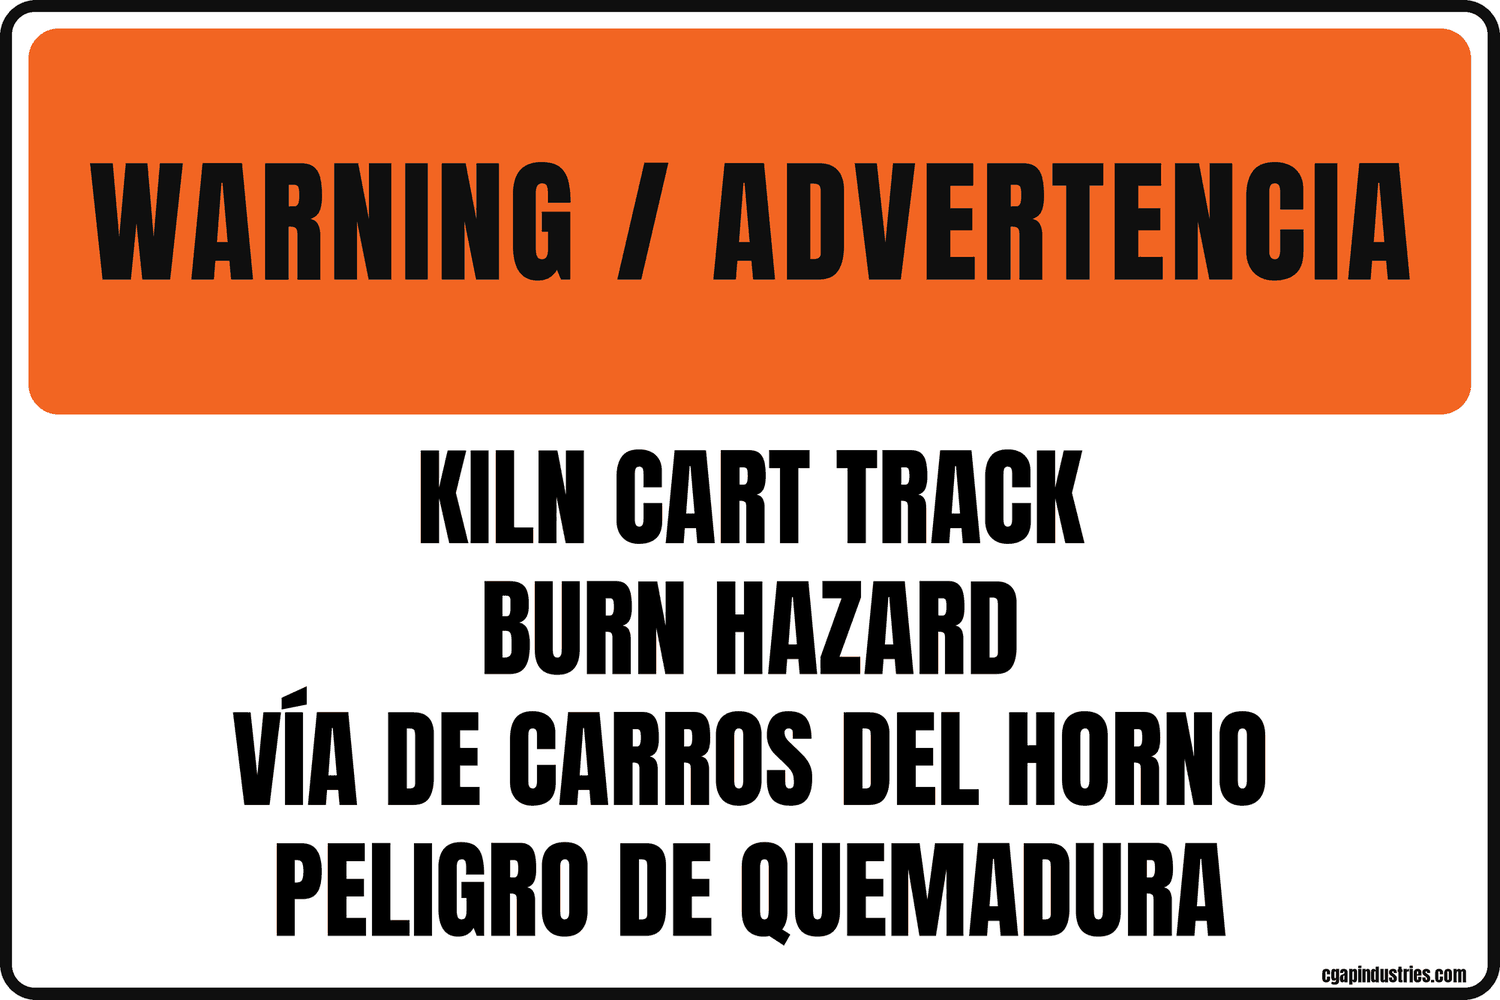 WARNING / ADVERTENCIA
KILN CART TRACK
BURN HAZARD
VÍA DE CARROS DEL HORNO
PELIGRO DE QUEMADURA
cgapindustries.com